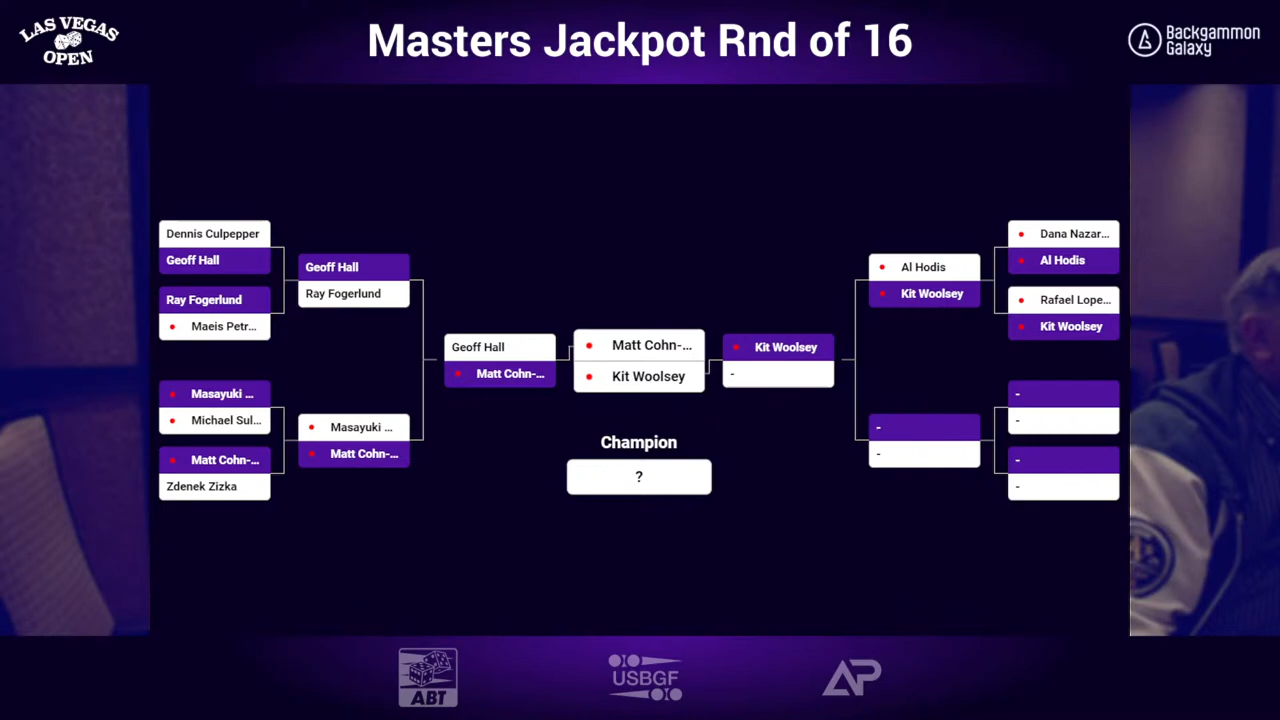 LAS VEGAS
OPEN
Masters Jackpot Rnd of 16
Backgammon
Galaxy
Dennis Culpepper
Geoff Hall
Ray Fogerlund
Maeis Petr...
Masayuki ...
Michael Sul...
Matt Cohn-...
Zdenek Zizka
Geoff Hall
Ray Fogerlund
Masayuki ...
Matt Cohn-...
Geoff Hall
Matt Cohn-...
Matt Cohn-...
Kit Woolsey
Champion
?
Kit Woolsey
-
Al Hodis
Kit Woolsey
-
-
Dana Nazar...
Al Hodis
Rafael Lope...
Kit Woolsey
-
-
-
-
ABT
USBGF
AP